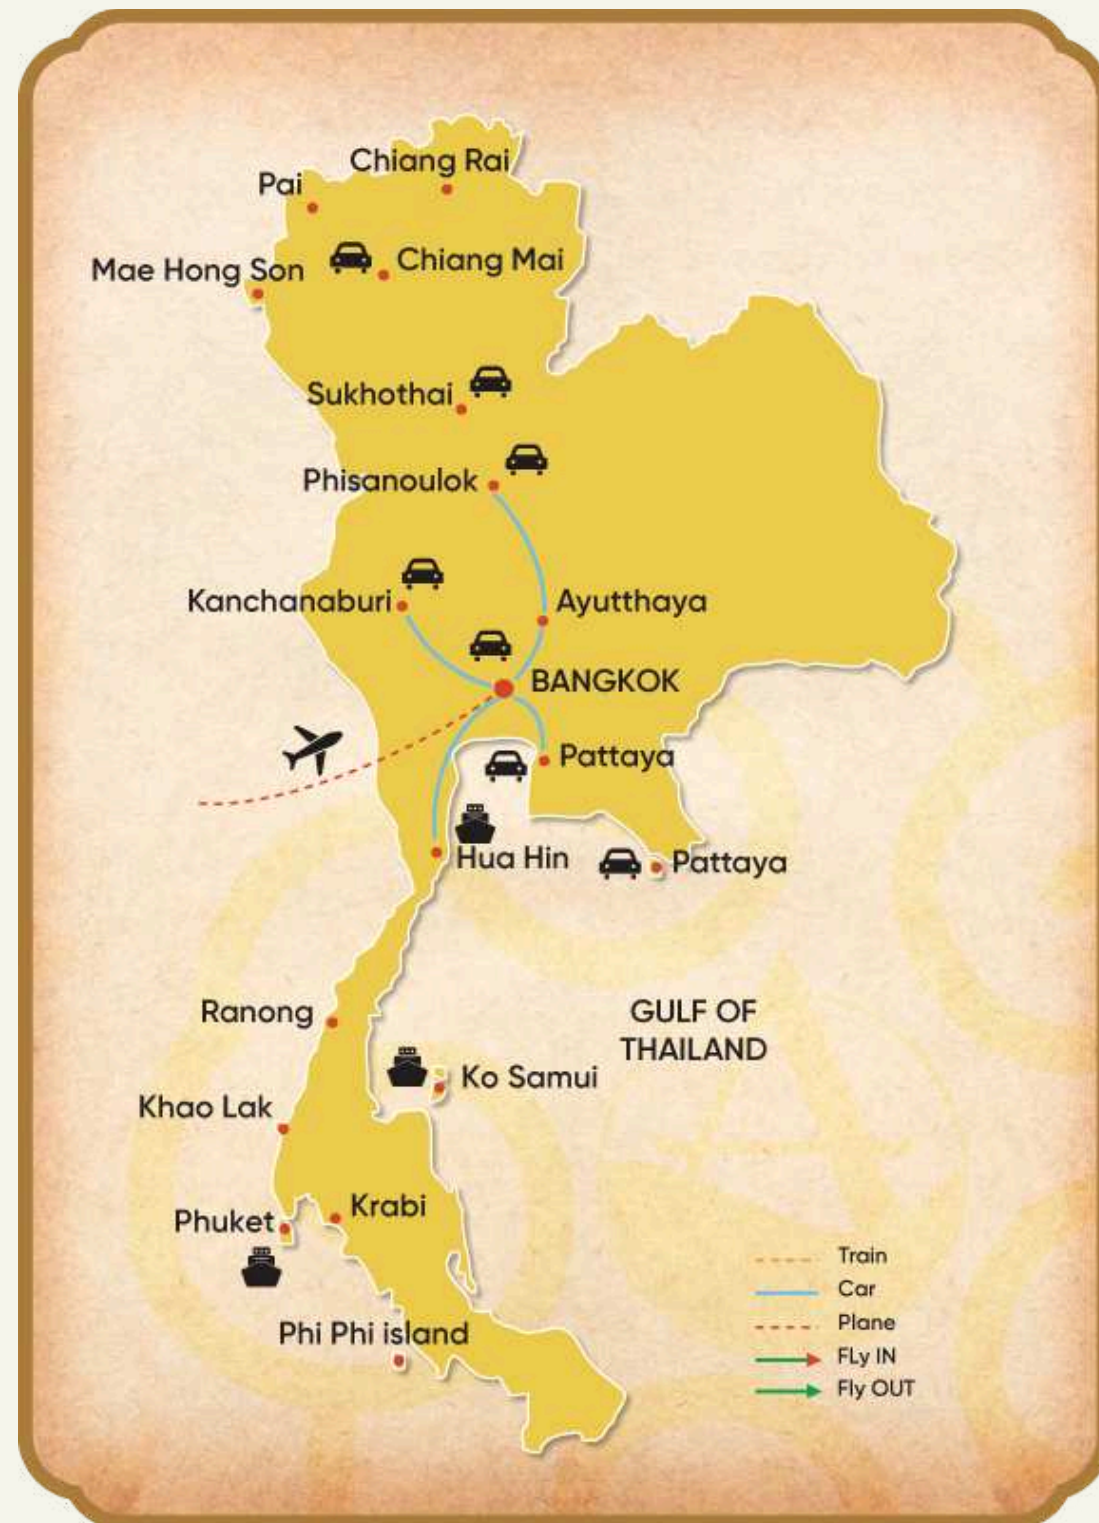 Chiang Rai
Pai
Chiang Mai
Mae Hong Son
Sukhothai
Phisanoulok
Kanchanaburi
Ayutthaya
BANGKOK
Pattaya
Hua Hin
Pattaya
Ranong
GULF OF
THAILAND
Ko Samui
Khao Lak
Krabi
Phuket
Phi Phi island
Train
Car
Plane
FLy IN
Fly OUT